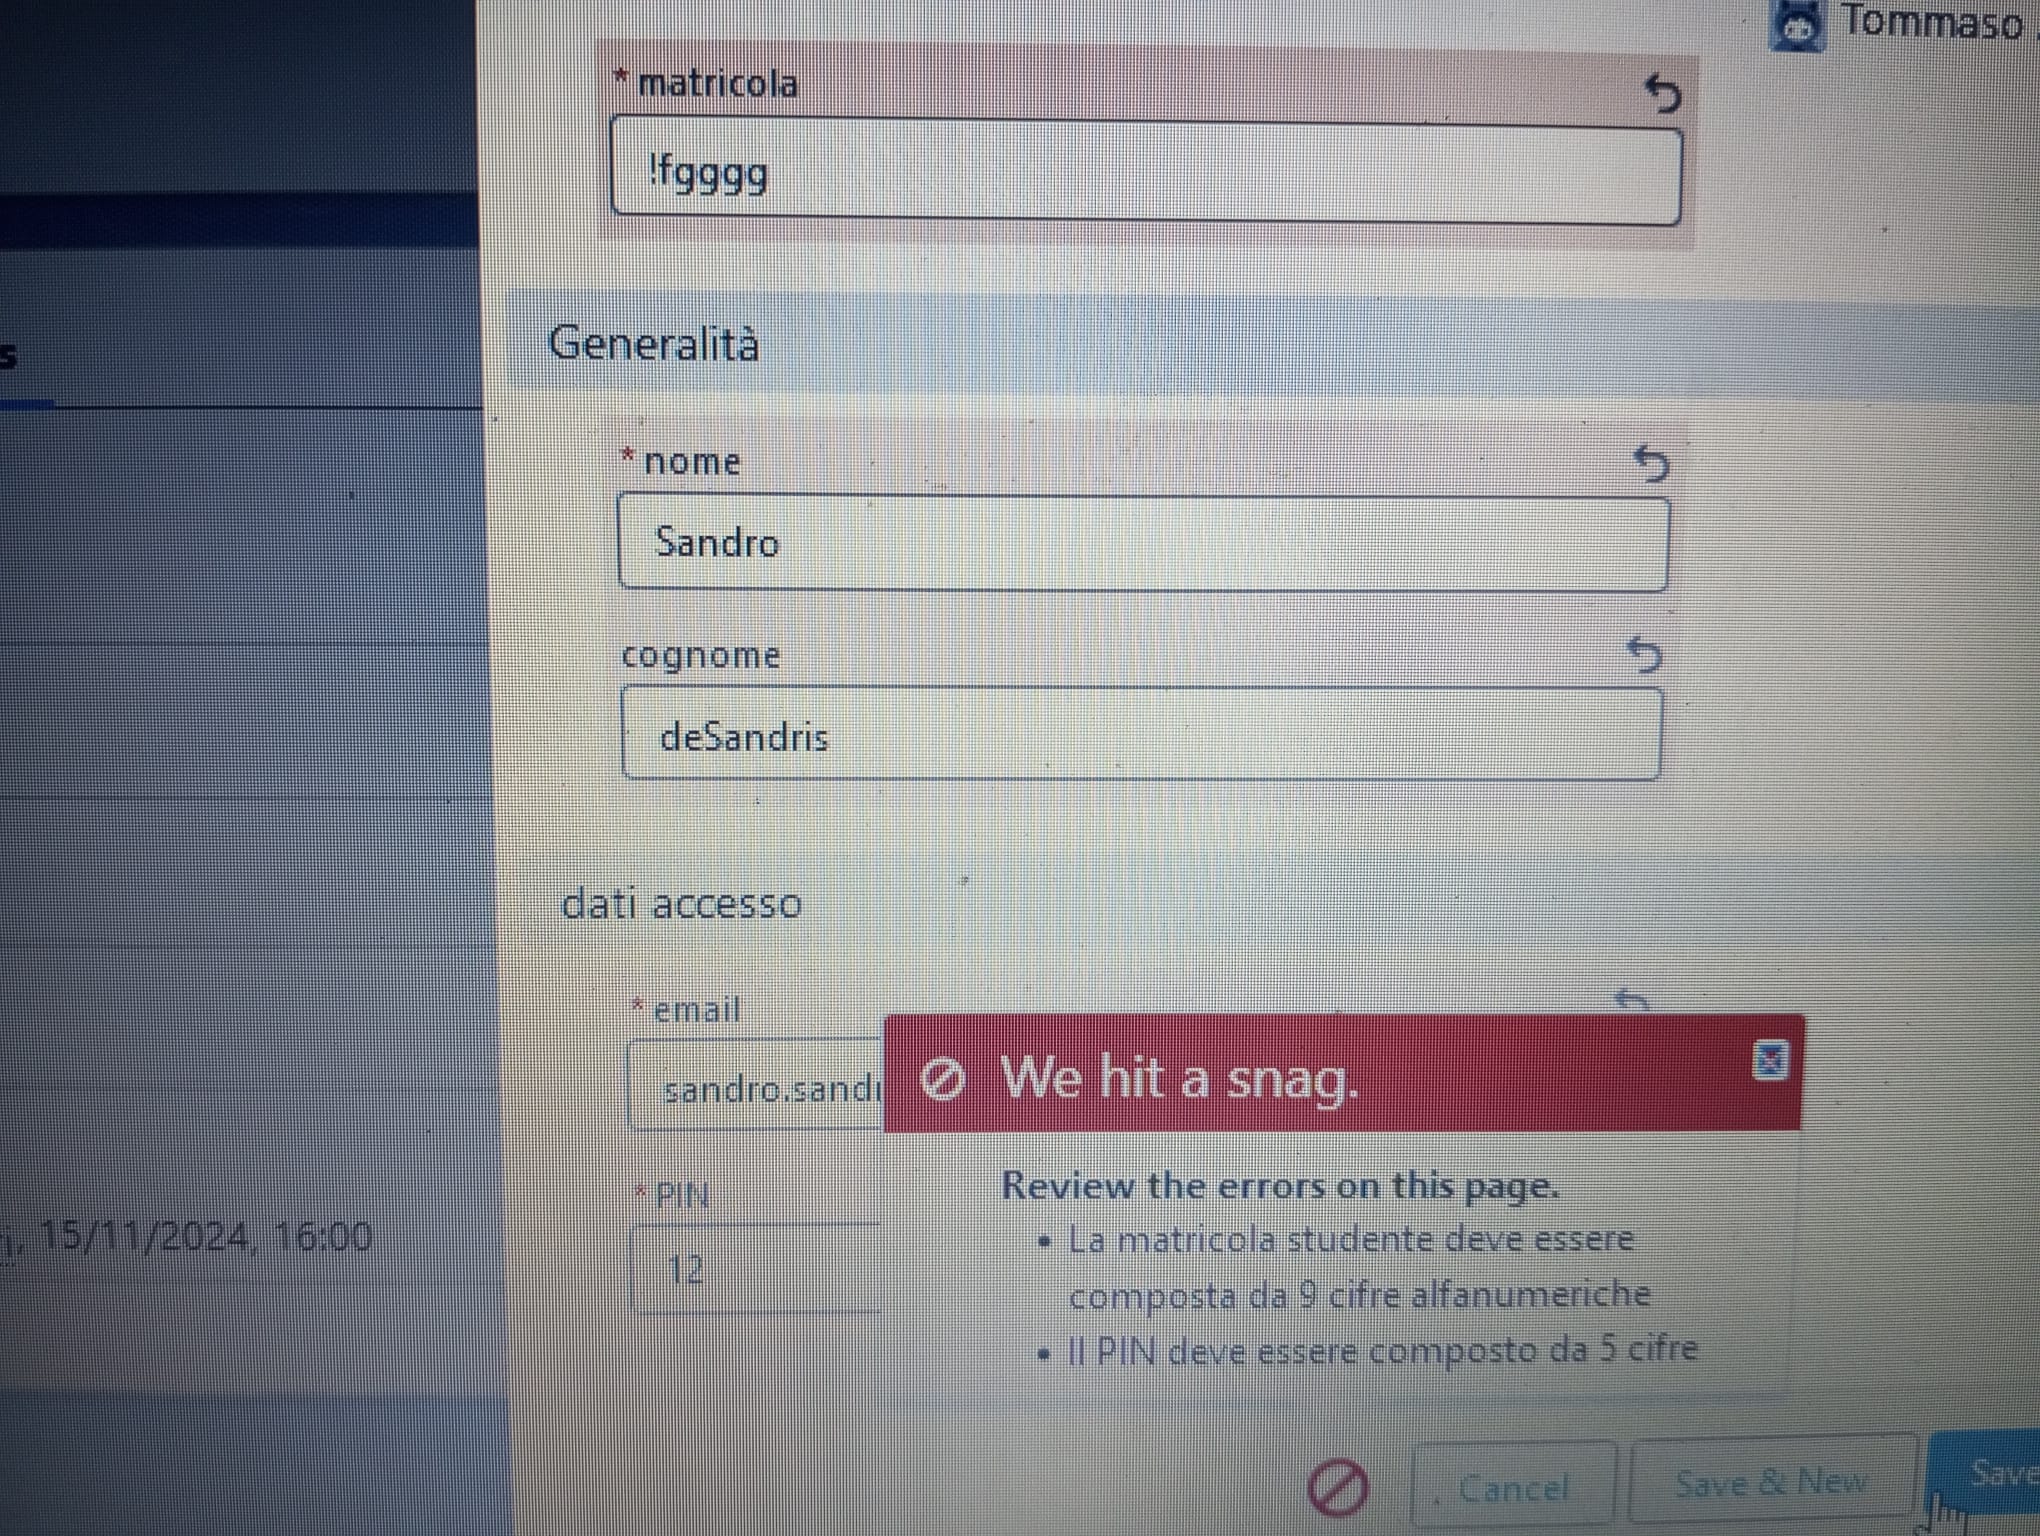 Tommaso
* matricola
!fgggg
Generalità
* nome
Sandro
cognome
deSandris
dati accesso
* email
sandro.sand
We hit a snag.
* PIN
12
Review the errors on this page.
• La matricola studente deve essere
composta da 9 cifre alfanumeriche
• Il PIN deve essere composto da 5 cifre
15/11/2024, 16:00
Cancel
Save & New
Save